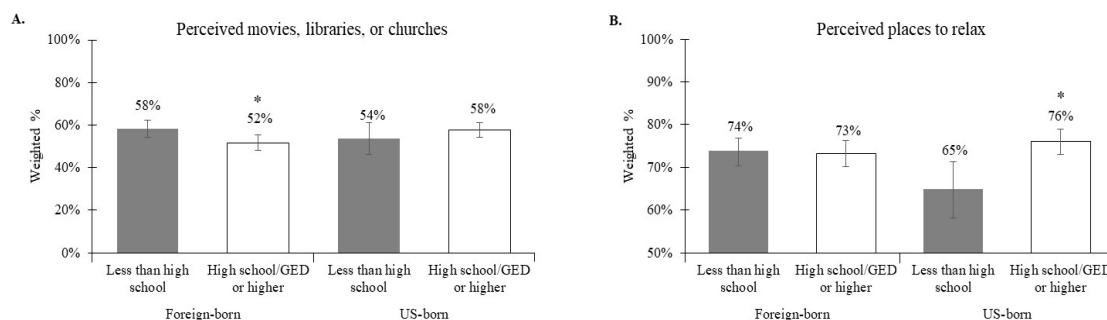 A.
Perceived movies, libraries, or churches
Weighted %
100%
80%
60%
40%
20%
0%
58%
*
52%
54%
58%
Less than high school
High school/GED or higher
Less than high school
High school/GED or higher
Foreign-born
US-born
B.
Perceived places to relax
Weighted %
100%
90%
80%
70%
60%
50%
74%
73%
65%
*
76%
Less than high school
High school/GED or higher
Less than high school
High school/GED or higher
Foreign-born
US-born